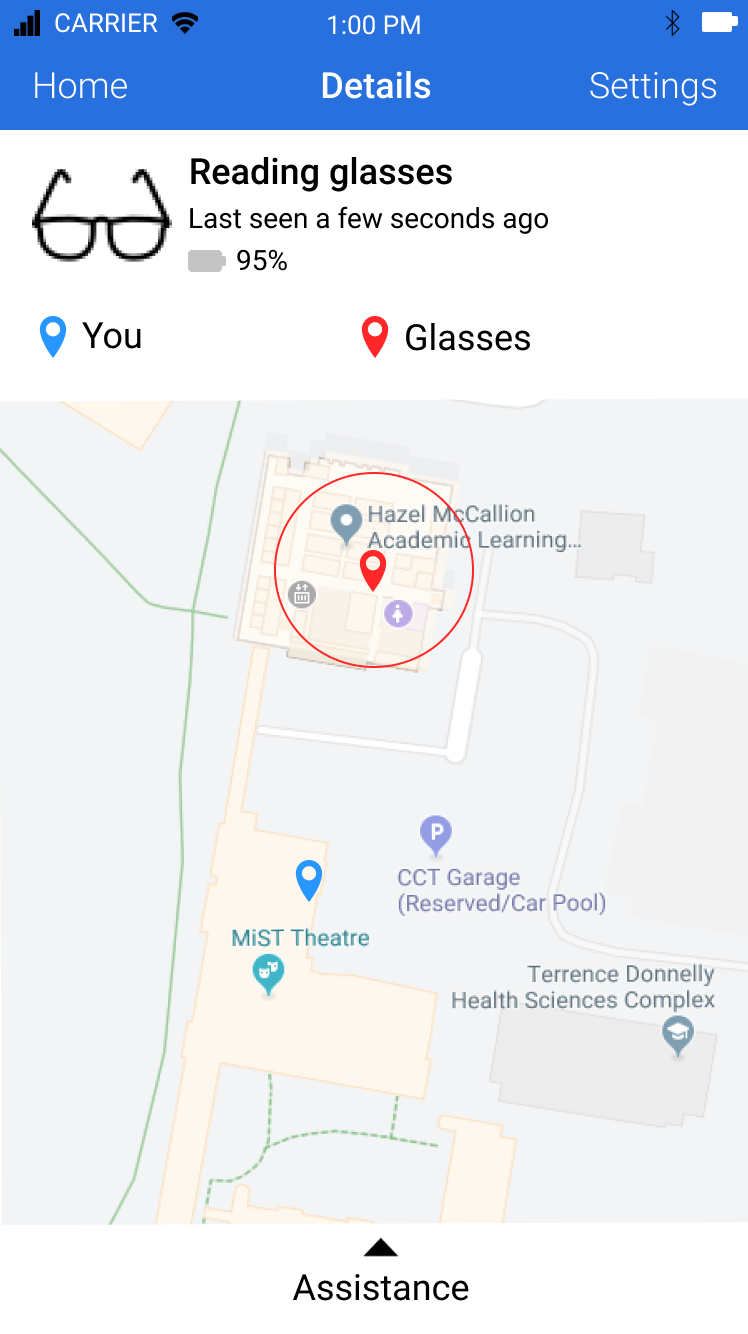 CARRIER 1:00 PM
Home Details Settings
Reading glasses
Last seen a few seconds ago
95%
You Glasses
Hazel McCallion
Academic Learning...
P
CCT Garage
(Reserved/Car Pool)
MiST Theatre
Terrence Donnelly
Health Sciences Complex
Assistance